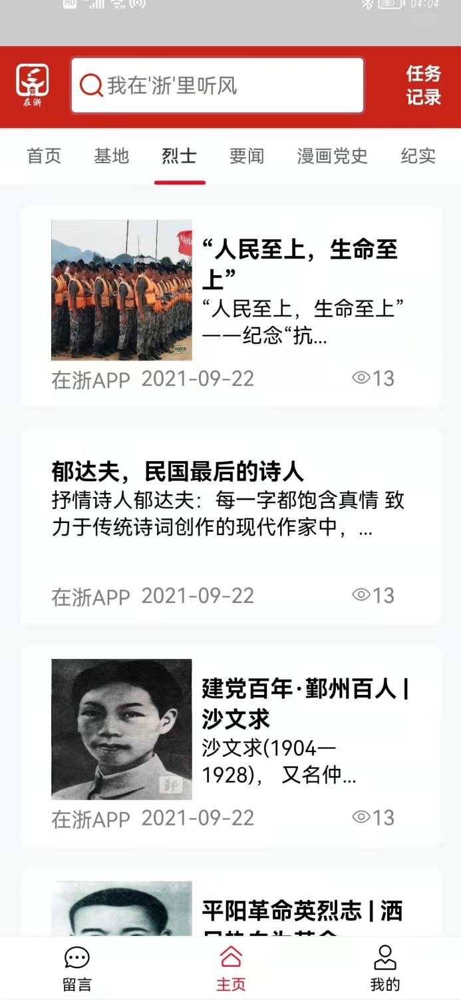 HD
80
04:04
在浙
我在'浙'里听风
任务
记录
首页 基地 烈士 要闻 漫画党史 纪实
“人民至上，生命至
上”
“人民至上，生命至上”
——纪念“抗...
在浙APP 2021-09-22 13
郁达夫，民国最后的诗人
抒情诗人郁达夫：每一字都饱含真情 致
力于传统诗词创作的现代作家中，...
在浙APP 2021-09-22 13
建党百年·鄞州百人 |
沙文求
沙文求(1904—
1928)， 又名仲...
鄞
在浙APP 2021-09-22 13
平阳革命英烈志 | 洒
留言 主页 我的